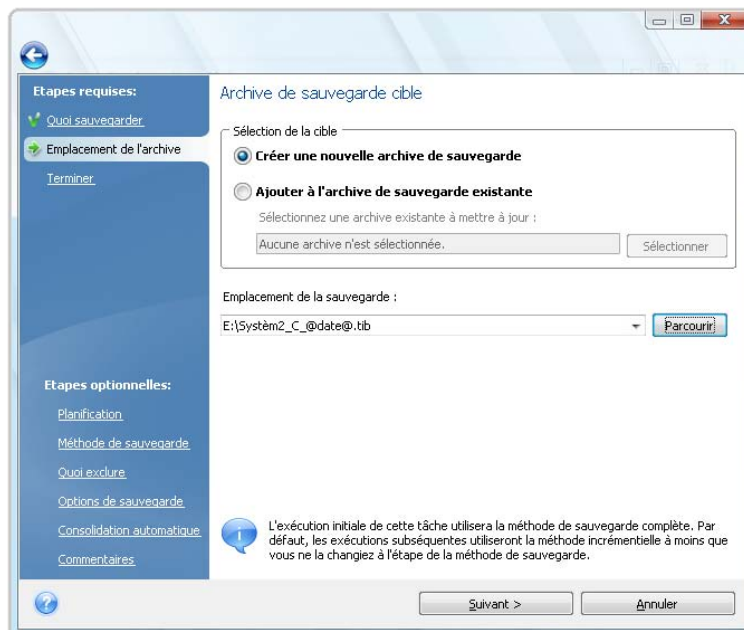 Etapes requises:
Quoi sauvegarder
Emplacement de l'archive
Terminer
Archive de sauvegarde cible
Sélection de la cible
Créer une nouvelle archive de sauvegarde
Ajouter à l'archive de sauvegarde existante
Sélectionnez une archive existante à mettre à jour :
Aucune archive n'est sélectionnée.
Sélectionner
Emplacement de la sauvegarde :
E:\Systèm2_C_@date@.tib
Parcourir
Etapes optionnelles:
Planification
Méthode de sauvegarde
Quoi exclure
Options de sauvegarde
Consolidation automatique
Commentaires
L'exécution initiale de cette tâche utilisera la méthode de sauvegarde complète. Par
défaut, les exécutions subséquentes utiliseront la méthode incrémentielle à moins que
vous ne la changiez à l'étape de la méthode de sauvegarde.
Suivant >
Annuler